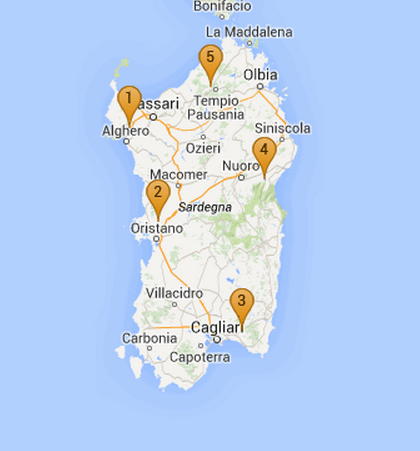 Bonifacio
La Maddalena
5
Olbia
1
assari
Tempio
Pausania
Alghero
Siniscola
Ozieri
4
Nuoro
Macomer
2
Sardegna
Oristano
Villacidro
3
Cagliari
Carbonia
Capoterra